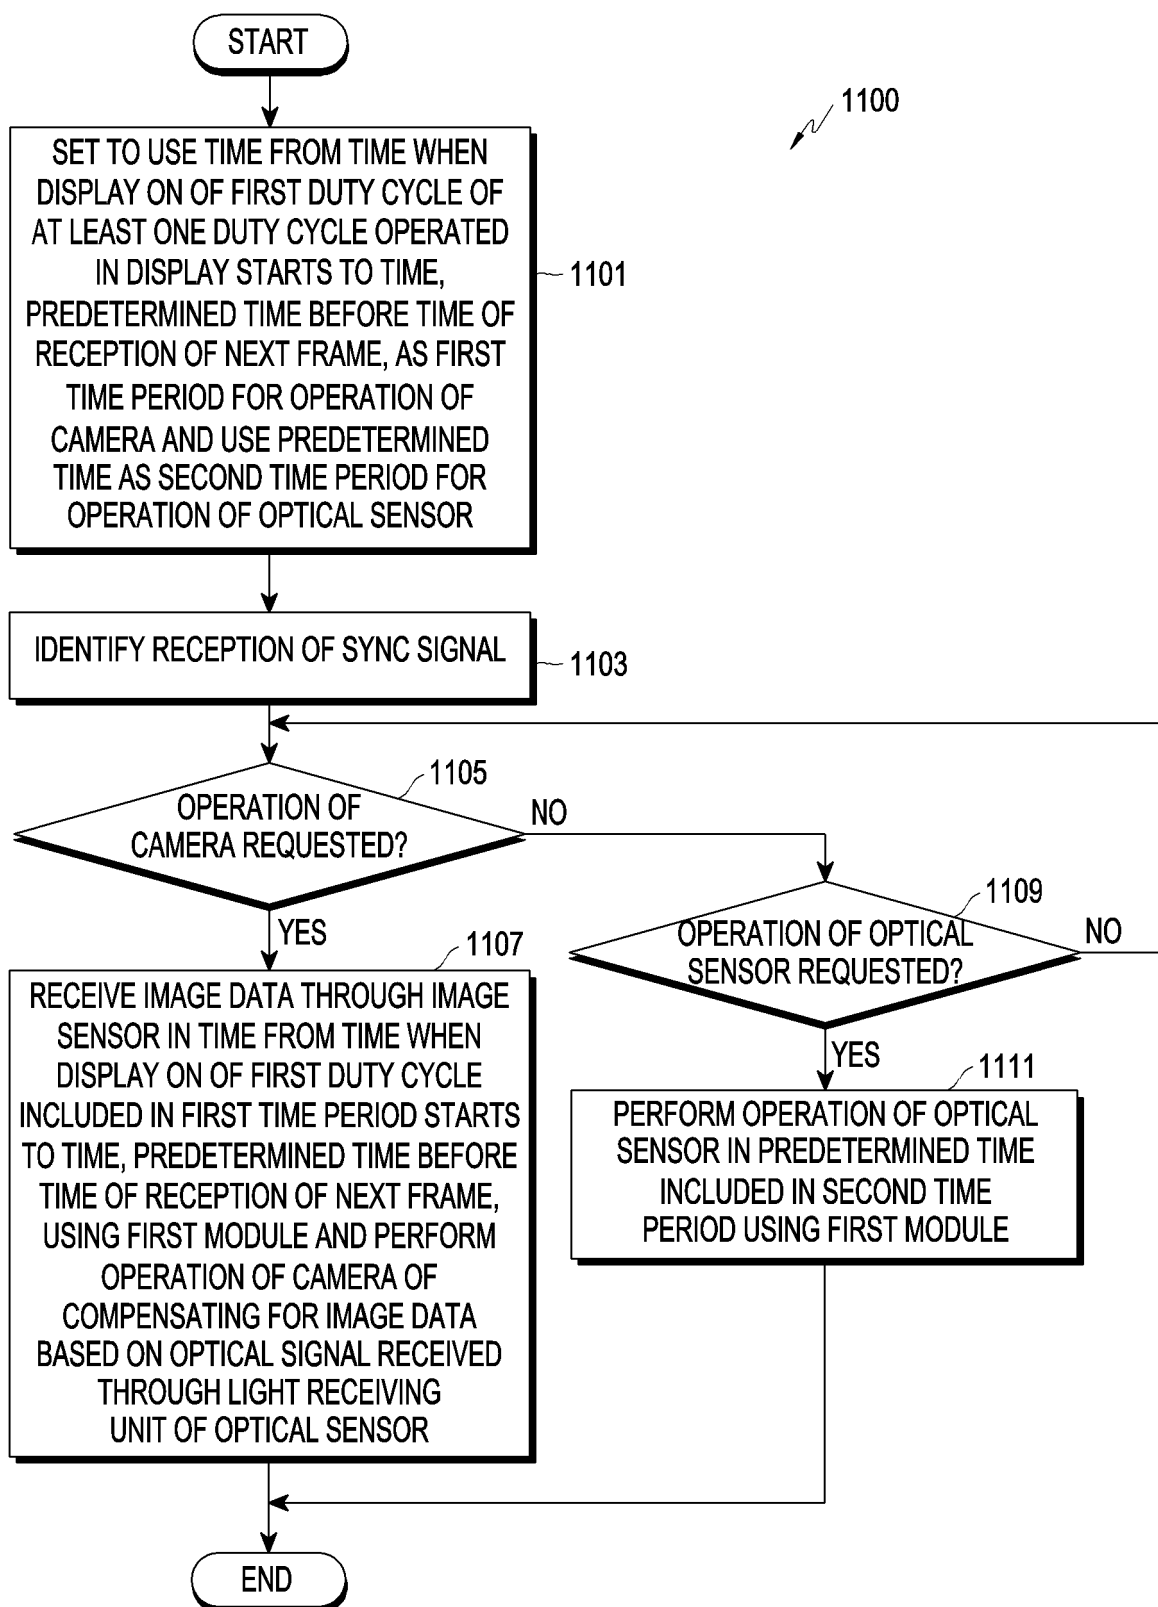 START
1100
SET TO USE TIME FROM TIME WHEN
DISPLAY ON OF FIRST DUTY CYCLE OF
AT LEAST ONE DUTY CYCLE OPERATED
IN DISPLAY STARTS TO TIME,
PREDETERMINED TIME BEFORE TIME OF
RECEPTION OF NEXT FRAME, AS FIRST
TIME PERIOD FOR OPERATION OF
CAMERA AND USE PREDETERMINED
TIME AS SECOND TIME PERIOD FOR
OPERATION OF OPTICAL SENSOR
1101
IDENTIFY RECEPTION OF SYNC SIGNAL
1103
1105
OPERATION OF
CAMERA REQUESTED?
NO
YES
1109
OPERATION OF OPTICAL
SENSOR REQUESTED?
NO
YES
1107
RECEIVE IMAGE DATA THROUGH IMAGE
SENSOR IN TIME FROM TIME WHEN
DISPLAY ON OF FIRST DUTY CYCLE
INCLUDED IN FIRST TIME PERIOD STARTS
TO TIME, PREDETERMINED TIME BEFORE
TIME OF RECEPTION OF NEXT FRAME,
USING FIRST MODULE AND PERFORM
OPERATION OF CAMERA OF
COMPENSATING FOR IMAGE DATA
BASED ON OPTICAL SIGNAL RECEIVED
THROUGH LIGHT RECEIVING
UNIT OF OPTICAL SENSOR
1111
PERFORM OPERATION OF OPTICAL
SENSOR IN PREDETERMINED TIME
INCLUDED IN SECOND TIME
PERIOD USING FIRST MODULE
END